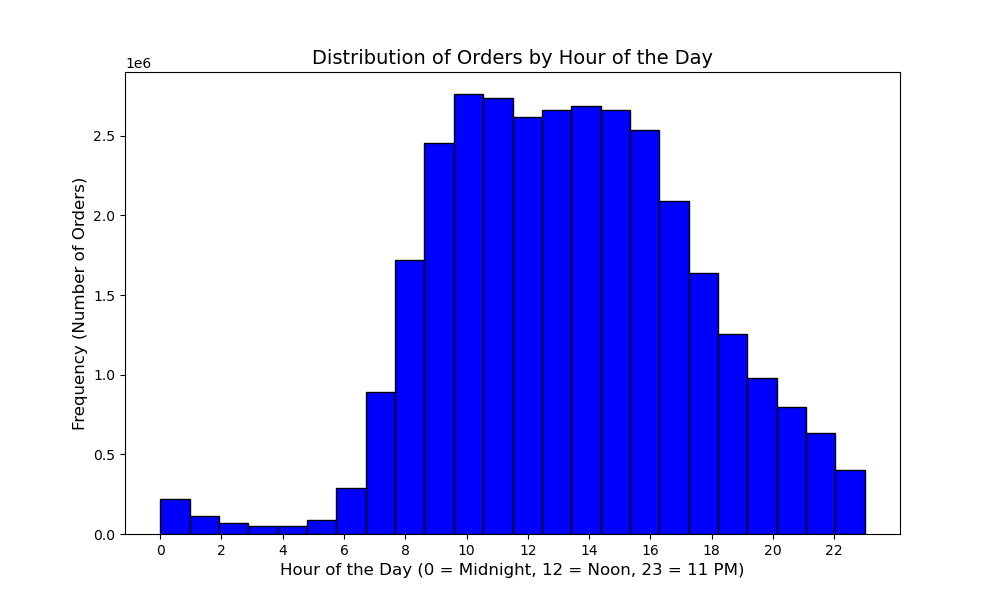 Distribution of Orders by Hour of the Day
1e6
2.5
2.0
1.5
1.0
0.5
0.0
Frequency (Number of Orders)
0 2 4 6 8 10 12 14 16 18 20 22
Hour of the Day (0 = Midnight, 12 = Noon, 23 = 11 PM)